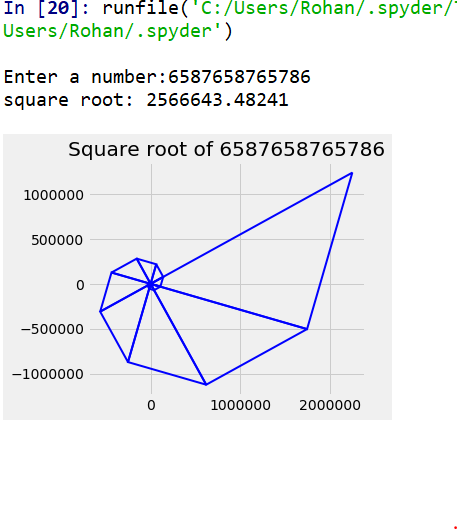 In [20]: runfile('C:/Users/Rohan/.spyder/
Users/Rohan/.spyder')
Enter a number:6587658765786
square root: 2566643.48241
Square root of 6587658765786
1000000
500000
0
−500000
−1000000
0 1000000 2000000